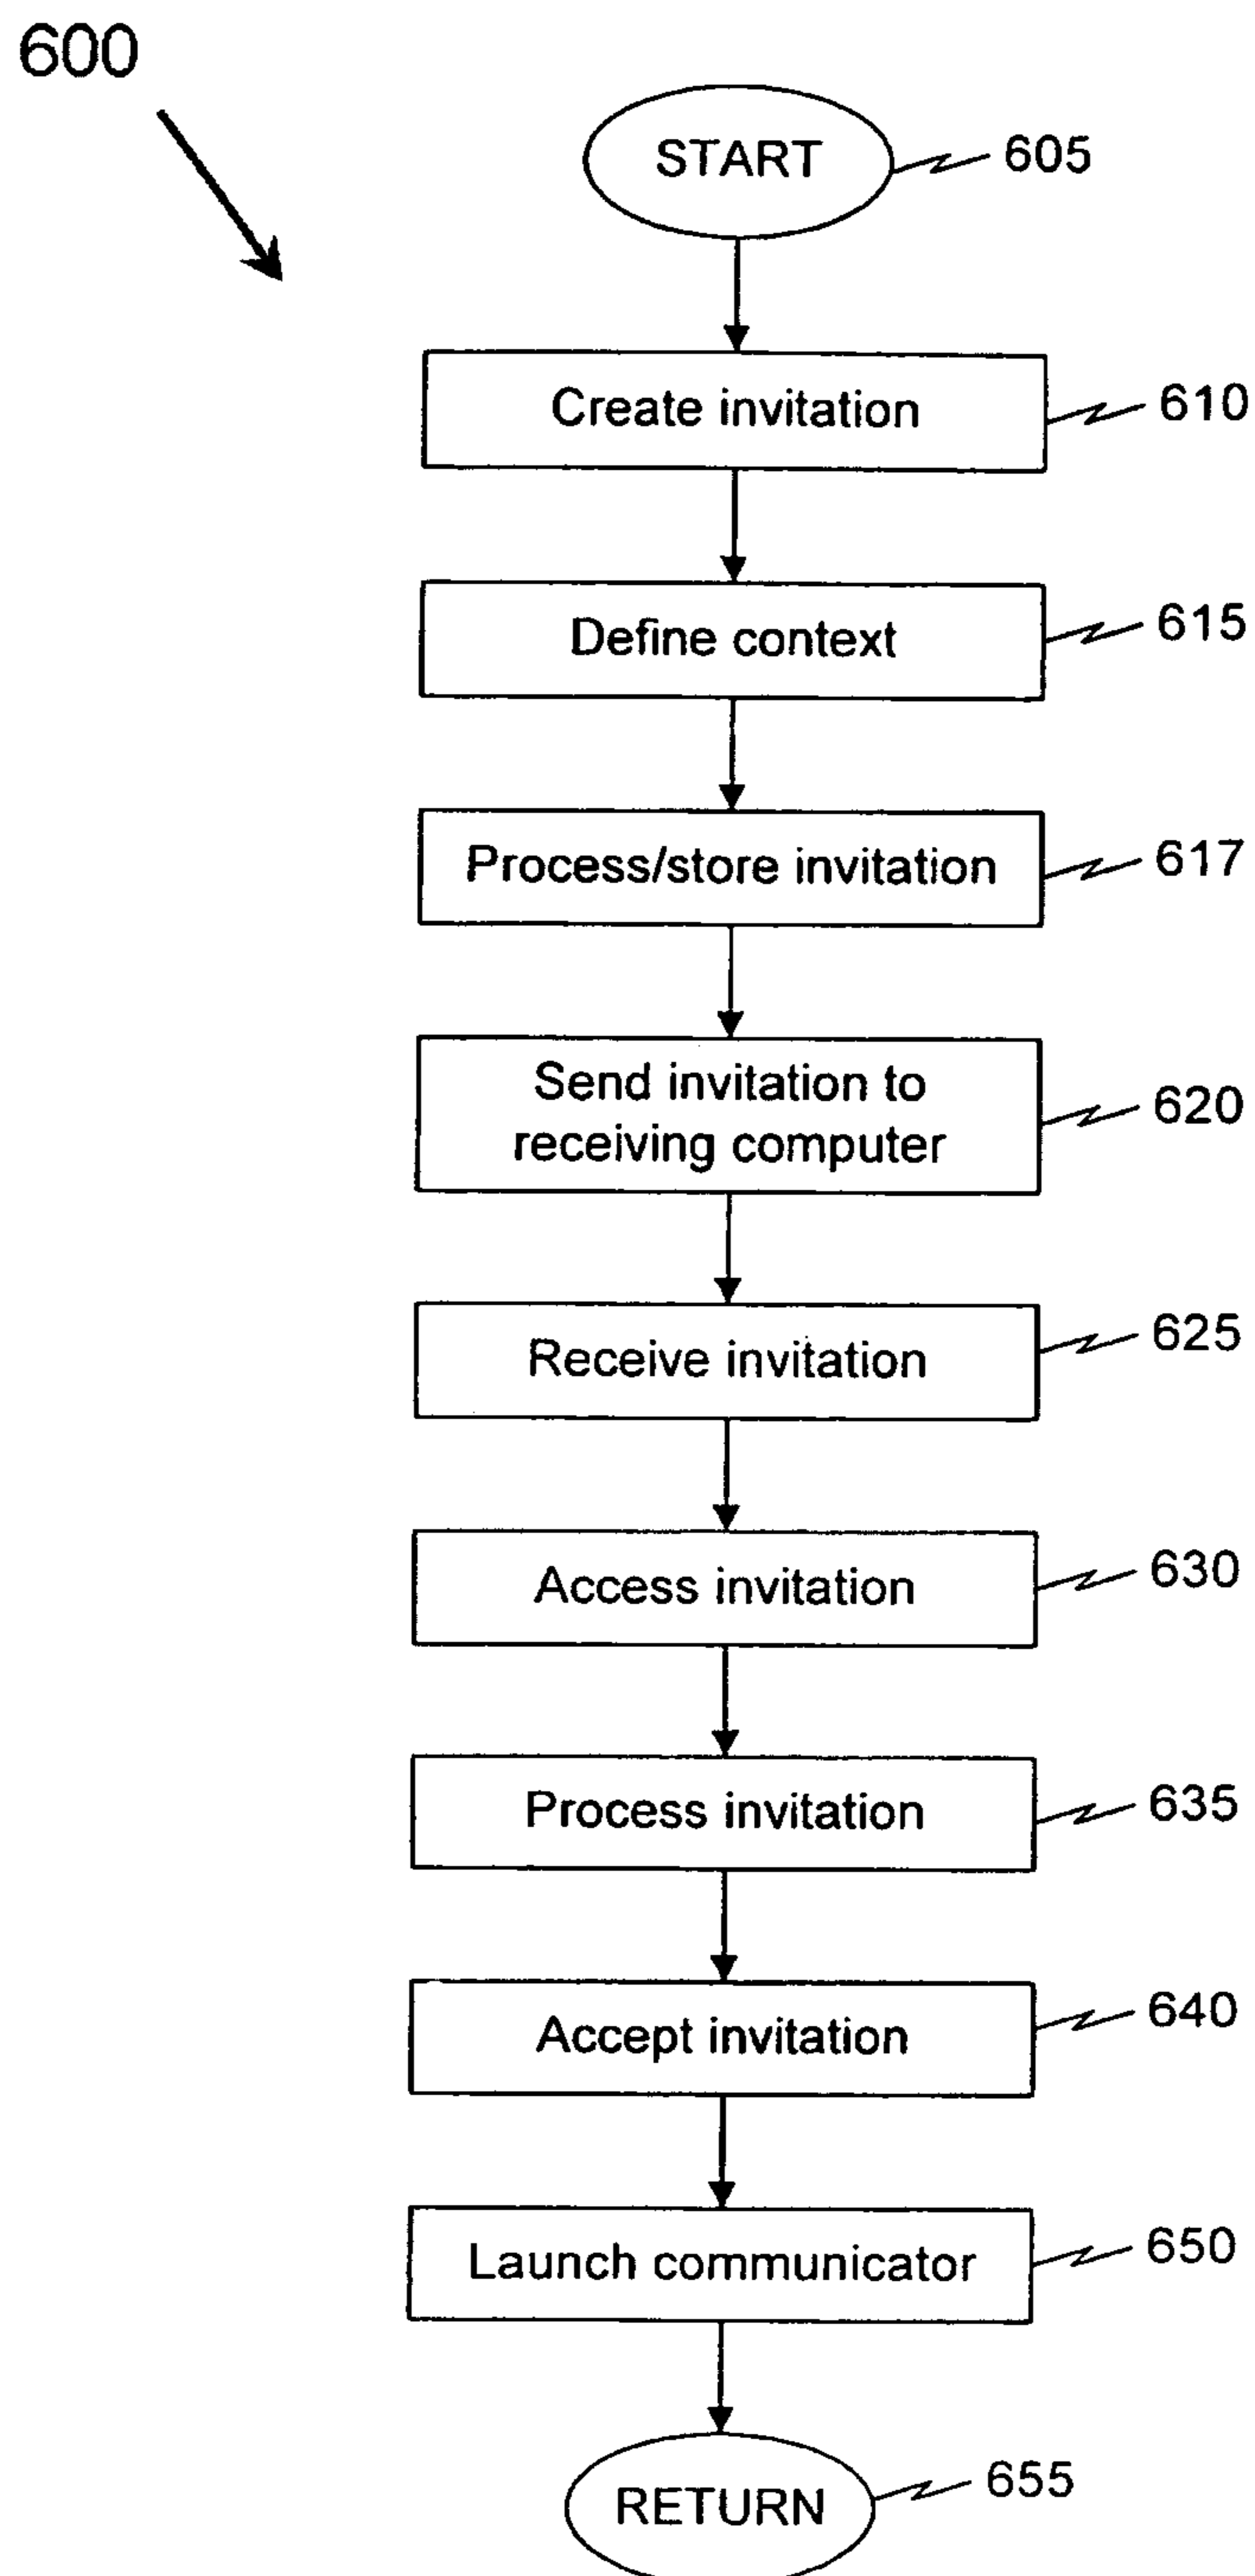 600
START
605
Create invitation
610
Define context
615
Process/store invitation
617
Send invitation to
receiving computer
620
Receive invitation
625
Access invitation
630
Process invitation
635
Accept invitation
640
Launch communicator
650
RETURN
655